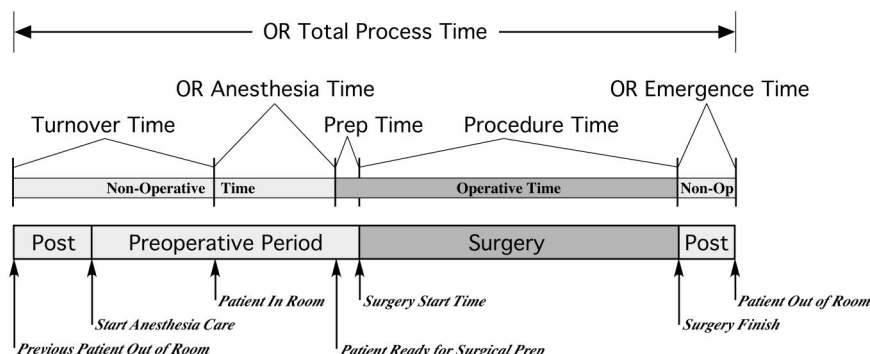 OR Total Process Time
OR Anesthesia Time OR Emergence Time
Turnover Time Prep Time Procedure Time
Non-Operative Time Operative Time Non-Op
Post Preoperative Period Surgery Post
Patient In Room Surgery Start Time Patient Out of Room
Start Anesthesia Care Surgery Finish
Previous Patient Out of Room Patient Ready for Surgical Prep